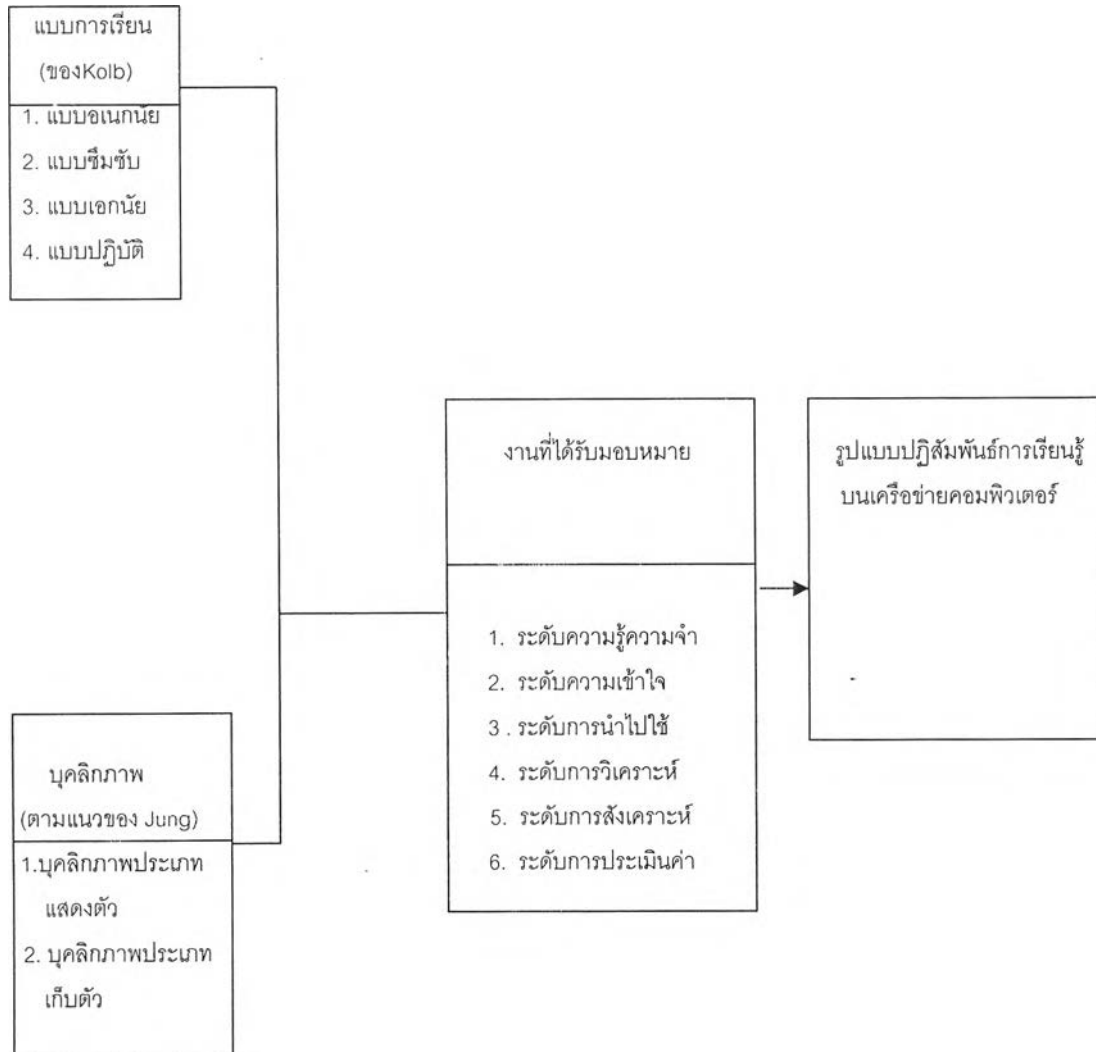 แบบการเรียน
(ของKolb)
1. แบบอเนกนัย
2. แบบซึมซับ
3. แบบเอกนัย
4. แบบปฏิบัติ
งานที่ได้รับมอบหมาย
1. ระดับความรู้ความจำ
2. ระดับความเข้าใจ
3 . ระดับการนำไปใช้
4. ระดับการวิเคราะห์
5. ระดับการสังเคราะห์
6. ระดับการประเมินค่า
รูปแบบปฏิสัมพันธ์การเรียนรู้
บนเครือข่ายคอมพิวเตอร์
บุคลิกภาพ
(ตามแนวของ Jung)
1.บุคลิกภาพประเภท
แสดงตัว
2. บุคลิกภาพประเภท
เก็บตัว